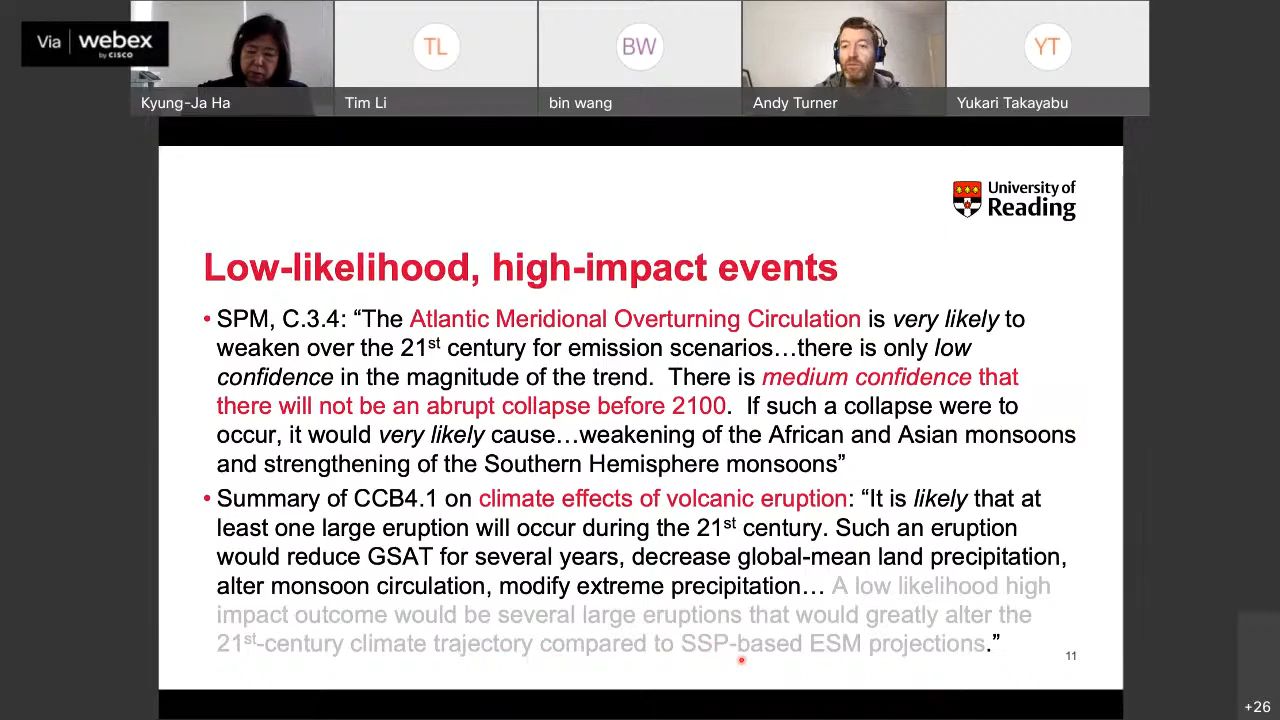 Via webex
by CISCO
TL
BW
YT
Kyung-Ja Ha
Tim Li
bin wang
Andy Turner
Yukari Takayabu
University of
Reading
Low-likelihood, high-impact events
• SPM, C.3.4: “The Atlantic Meridional Overturning Circulation is very likely to
weaken over the 21st century for emission scenarios…there is only low
confidence in the magnitude of the trend. There is medium confidence that
there will not be an abrupt collapse before 2100. If such a collapse were to
occur, it would very likely cause…weakening of the African and Asian monsoons
and strengthening of the Southern Hemisphere monsoons”
• Summary of CCB4.1 on climate effects of volcanic eruption: “It is likely that at
least one large eruption will occur during the 21st century. Such an eruption
would reduce GSAT for several years, decrease global-mean land precipitation,
alter monsoon circulation, modify extreme precipitation… A low likelihood high
impact outcome would be several large eruptions that would greatly alter the
21st-century climate trajectory compared to SSP-based ESM projections.”
11
+26